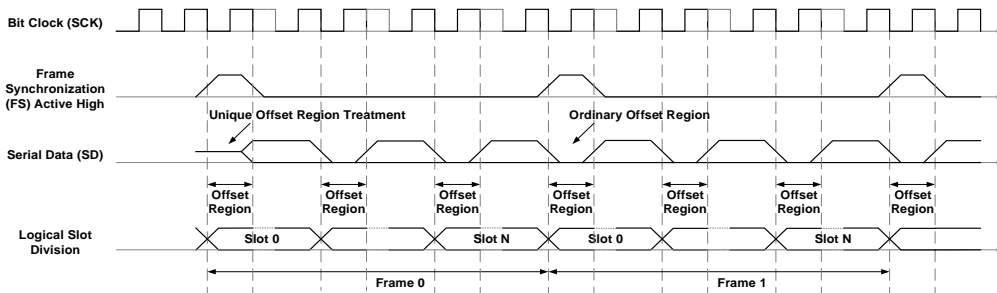 Bit Clock (SCK)
Frame
Synchronization
(FS) Active High
Unique Offset Region Treatment
Ordinary Offset Region
Serial Data (SD)
Offset
Region
Offset
Region
Offset
Region
Offset
Region
Offset
Region
Offset
Region
Offset
Region
Logical Slot
Division
Slot 0
Slot N
Slot 0
Slot N
Frame 0
Frame 1